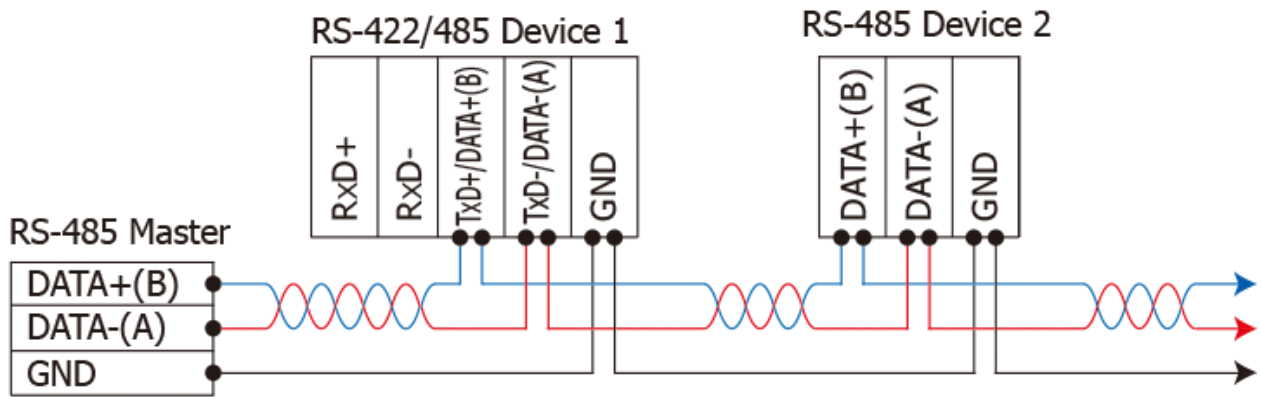 RS-422/485 Device 1
RxD+
RxD-
TxD+/DATA+(B)
TxD-/DATA-(A)
GND
RS-485 Device 2
DATA+(B)
DATA-(A)
GND
RS-485 Master
DATA+(B)
DATA-(A)
GND